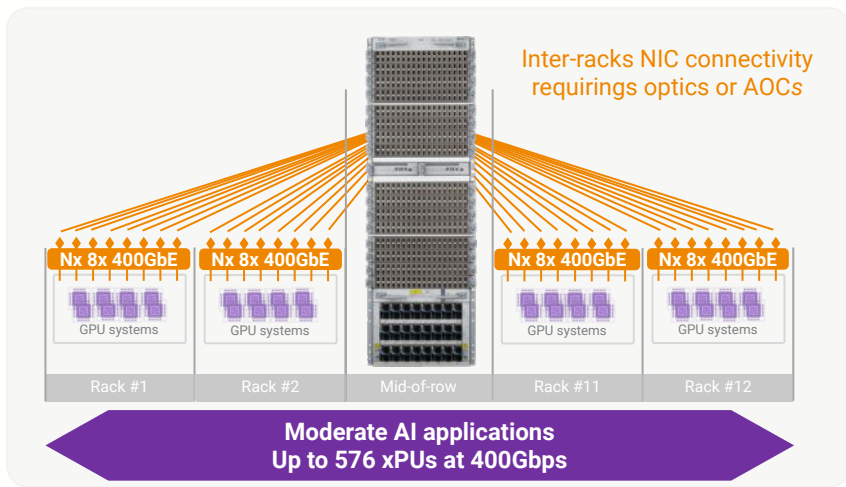 Inter-racks NIC connectivity
requirings optics or AOCs
Nx 8x 400GbE
Nx 8x 400GbE
Nx 8x 400GbE
Nx 8x 400GbE
GPU systems
GPU systems
GPU systems
GPU systems
Rack #1
Rack #2
Mid-of-row
Rack #11
Rack #12
Moderate AI applications
Up to 576 xPUs at 400Gbps